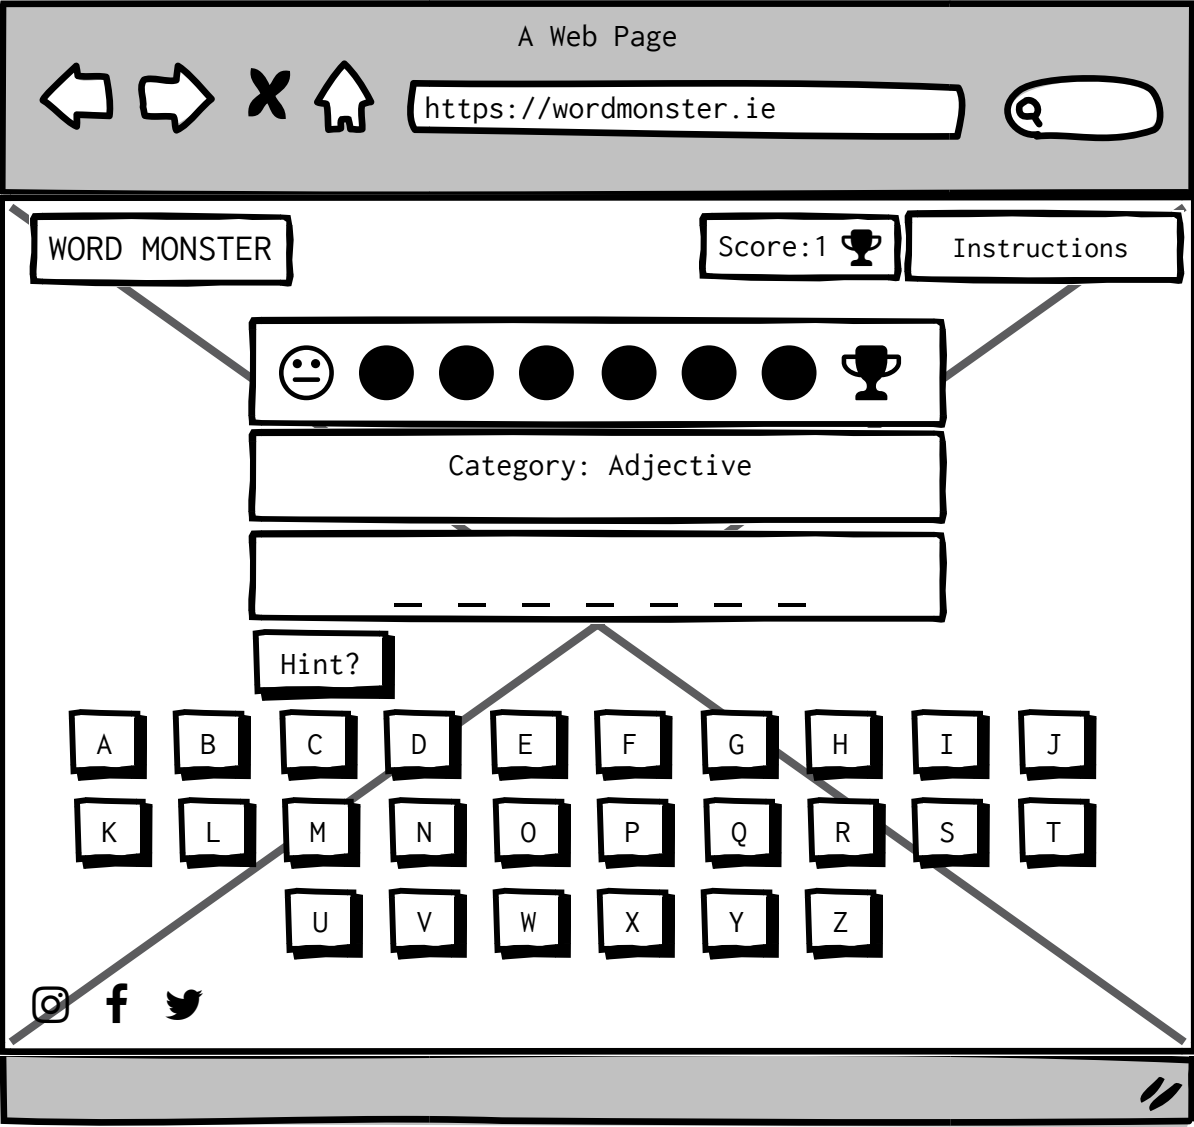 A Web Page
https://wordmonster.ie
WORD MONSTER
Score:1
Instructions
Category: Adjective
_ _ _ _ _ _ _
Hint?
A B C D E F G H I J
K L M N O P Q R S T
U V W X Y Z